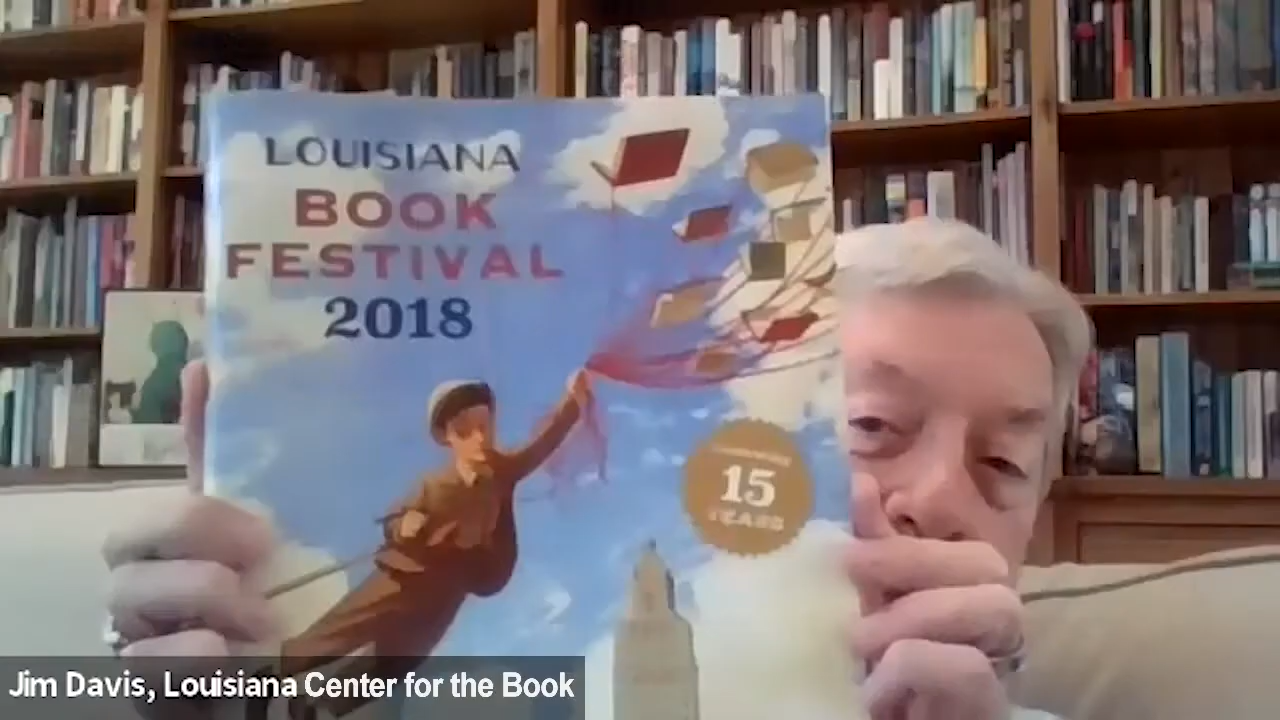 LOUISIANA
BOOK
FESTIVAL
2018
15
YEARS
Jim Davis, Louisiana Center for the Book